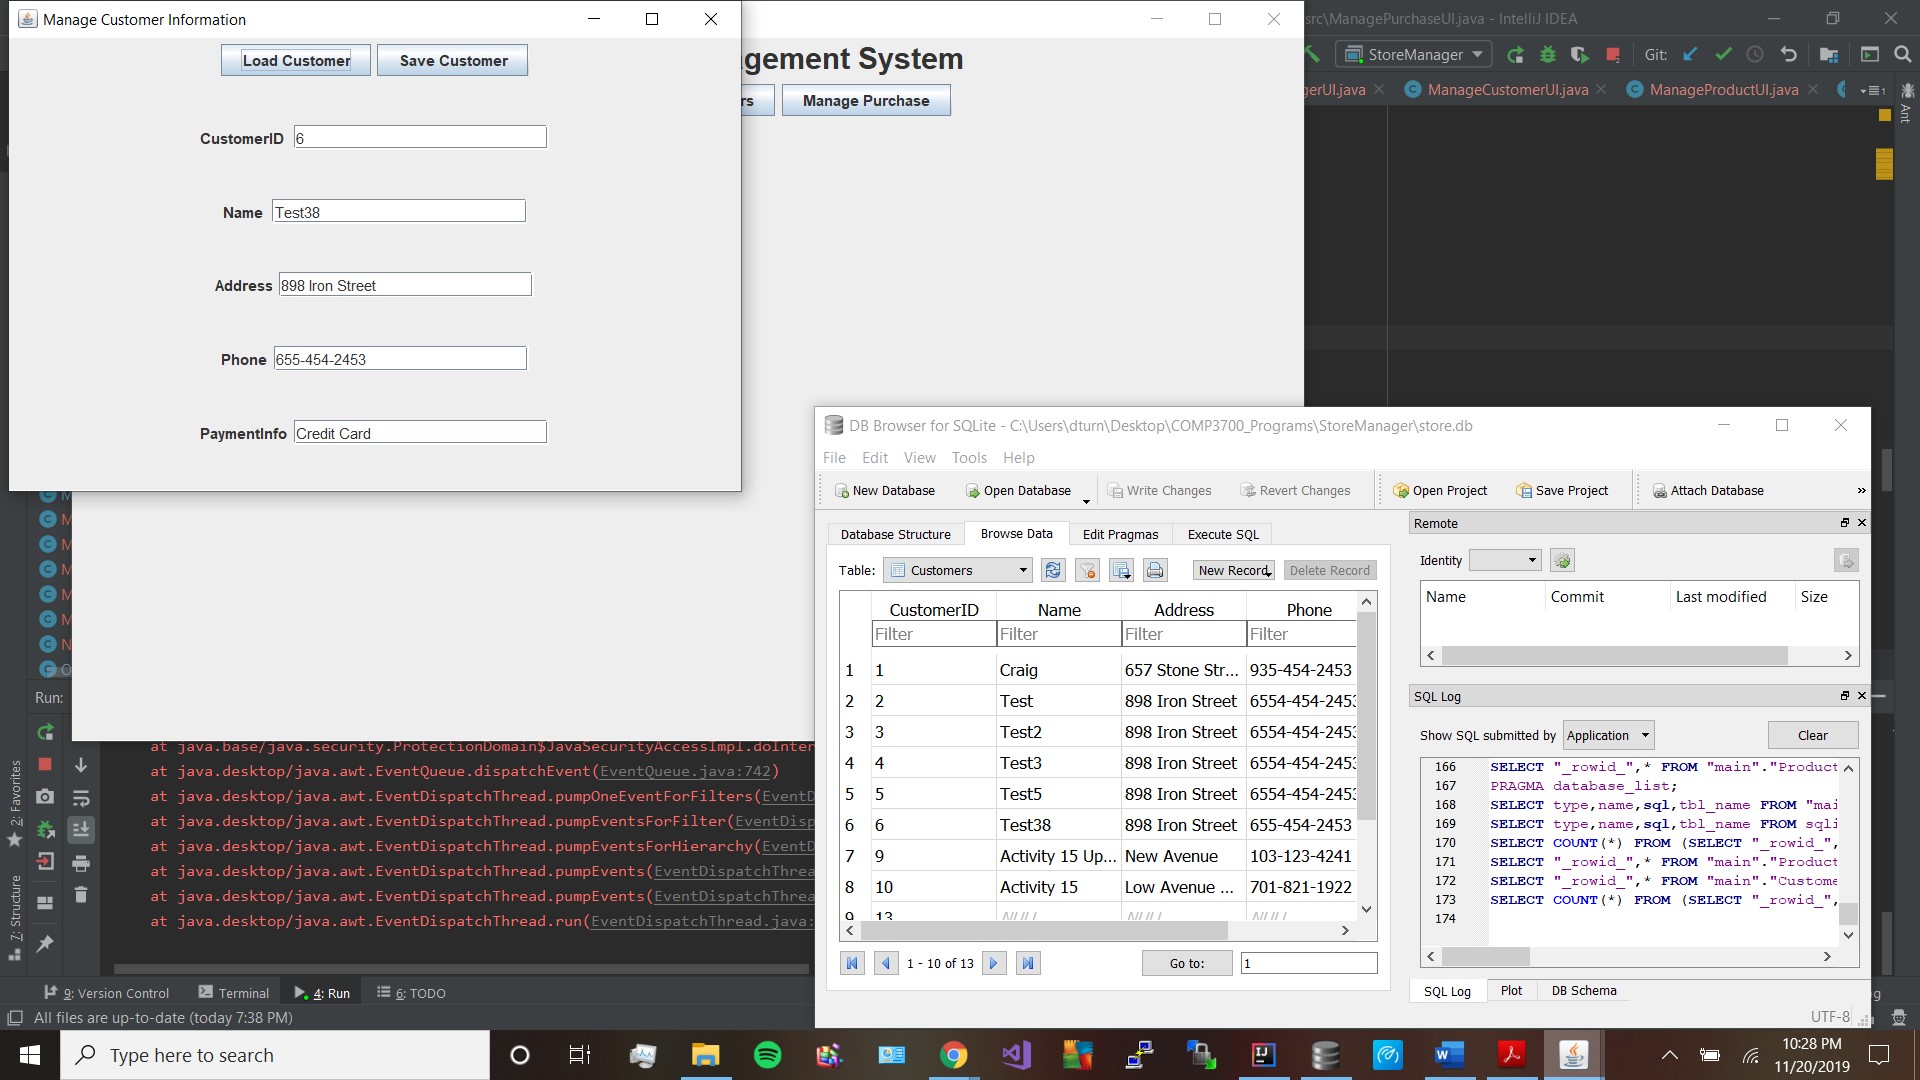 Manage Customer Information
Load Customer
Save Customer
CustomerID
6
Name
Test38
Address
898 Iron Street
Phone
655-454-2453
PaymentInfo
Credit Card
gement System
rs
Manage Purchase
src\ManagePurchaseUI.java - IntelliJ IDEA
StoreManager
Git:
gerUI.java
ManageCustomerUI.java
ManageProductUI.java
Ant
DB Browser for SQLite - C:\Users\dturn\Desktop\COMP3700_Programs\StoreManager\store.db
File Edit View Tools Help
New Database
Open Database
Write Changes
Revert Changes
Open Project
Save Project
Attach Database
»
Database Structure
Browse Data
Edit Pragmas
Execute SQL
Table:
Customers
New Record
Delete Record
CustomerID Name Address Phone
Filter Filter Filter Filter
1 1 Craig 657 Stone Str... 935-454-2453
2 2 Test 898 Iron Street 6554-454-2453
3 3 Test2 898 Iron Street 6554-454-2453
4 4 Test3 898 Iron Street 6554-454-2453
5 5 Test5 898 Iron Street 6554-454-2453
6 6 Test38 898 Iron Street 655-454-2453
7 9 Activity 15 Up... New Avenue 103-123-4241
8 10 Activity 15 Low Avenue ... 701-821-1922
9 13 NULL NULL NULL
1 - 10 of 13
Go to:
1
Remote
Identity
Name Commit Last modified Size
SQL Log
Show SQL submitted by
Application
Clear
166 SELECT "_rowid_",* FROM "main"."Product
167 PRAGMA database_list;
168 SELECT type,name,sql,tbl_name FROM "mai
169 SELECT type,name,sql,tbl_name FROM sqli
170 SELECT COUNT(*) FROM (SELECT "_rowid_",
171 SELECT "_rowid_",* FROM "main"."Product
172 SELECT "_rowid_",* FROM "main"."Custome
173 SELECT COUNT(*) FROM (SELECT "_rowid_",
174
SQL Log
Plot
DB Schema
UTF-8
M
M
M
M
M
M
N
O
Run:
at java.base/java.security.ProtectionDomain$JavaSecurityAccessImpl.doInter
at java.desktop/java.awt.EventQueue.dispatchEvent(EventQueue.java:742)
at java.desktop/java.awt.EventDispatchThread.pumpOneEventForFilters(EventD
at java.desktop/java.awt.EventDispatchThread.pumpEventsForFilter(EventDisp
at java.desktop/java.awt.EventDispatchThread.pumpEventsForHierarchy(EventD
at java.desktop/java.awt.EventDispatchThread.pumpEvents(EventDispatchThrea
at java.desktop/java.awt.EventDispatchThread.pumpEvents(EventDispatchThrea
at java.desktop/java.awt.EventDispatchThread.run(EventDispatchThread.java:
2: Favorites
7: Structure
9: Version Control
Terminal
4: Run
6: TODO
All files are up-to-date (today 7:38 PM)
Type here to search
10:28 PM
11/20/2019